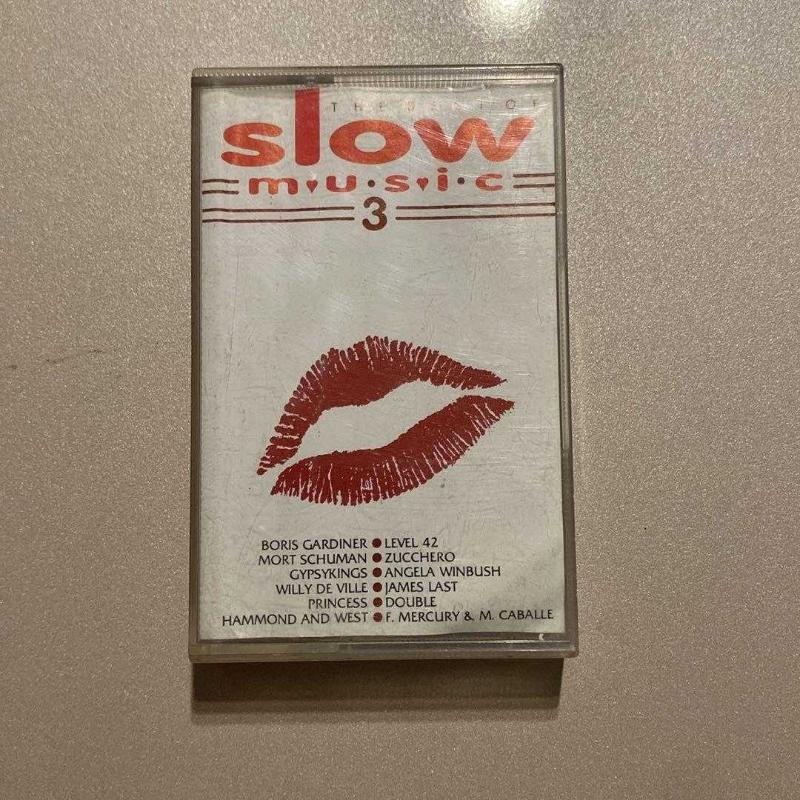 THE BEST OF
slow
m♥u•s♥i•c
3
BORIS GARDINER ● LEVEL 42
MORT SCHUMAN ● ZUCCHERO
GYPSYKINGS ● ANGELA WINBUSH
WILLY DE VILLE ● JAMES LAST
PRINCESS ● DOUBLE
HAMMOND AND WEST ● F. MERCURY & M. CABALLE